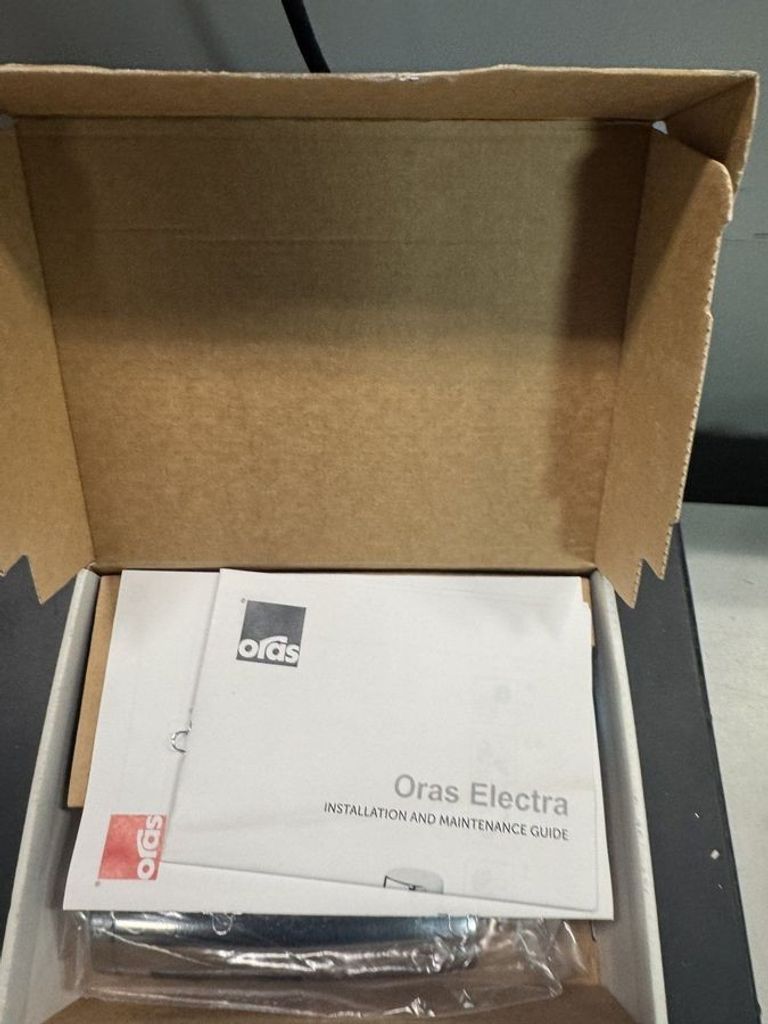 oras
Oras Electra
INSTALLATION AND MAINTENANCE GUIDE
oras